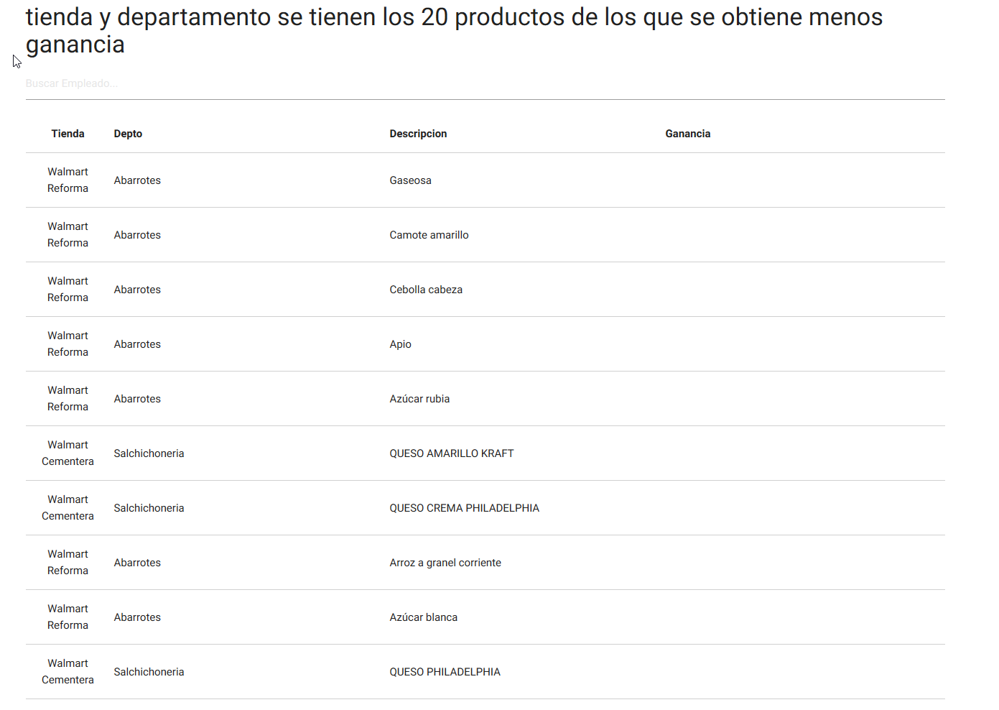 tienda y departamento se tienen los 20 productos de los que se obtiene menos
ganancia
Buscar Empleado...
Tienda Depto Descripcion Ganancia
Walmart
Reforma Abarrotes Gaseosa
Walmart
Reforma Abarrotes Camote amarillo
Walmart
Reforma Abarrotes Cebolla cabeza
Walmart
Reforma Abarrotes Apio
Walmart
Reforma Abarrotes Azúcar rubia
Walmart
Cementera Salchichoneria QUESO AMARILLO KRAFT
Walmart
Cementera Salchichoneria QUESO CREMA PHILADELPHIA
Walmart
Reforma Abarrotes Arroz a granel corriente
Walmart
Reforma Abarrotes Azúcar blanca
Walmart
Cementera Salchichoneria QUESO PHILADELPHIA